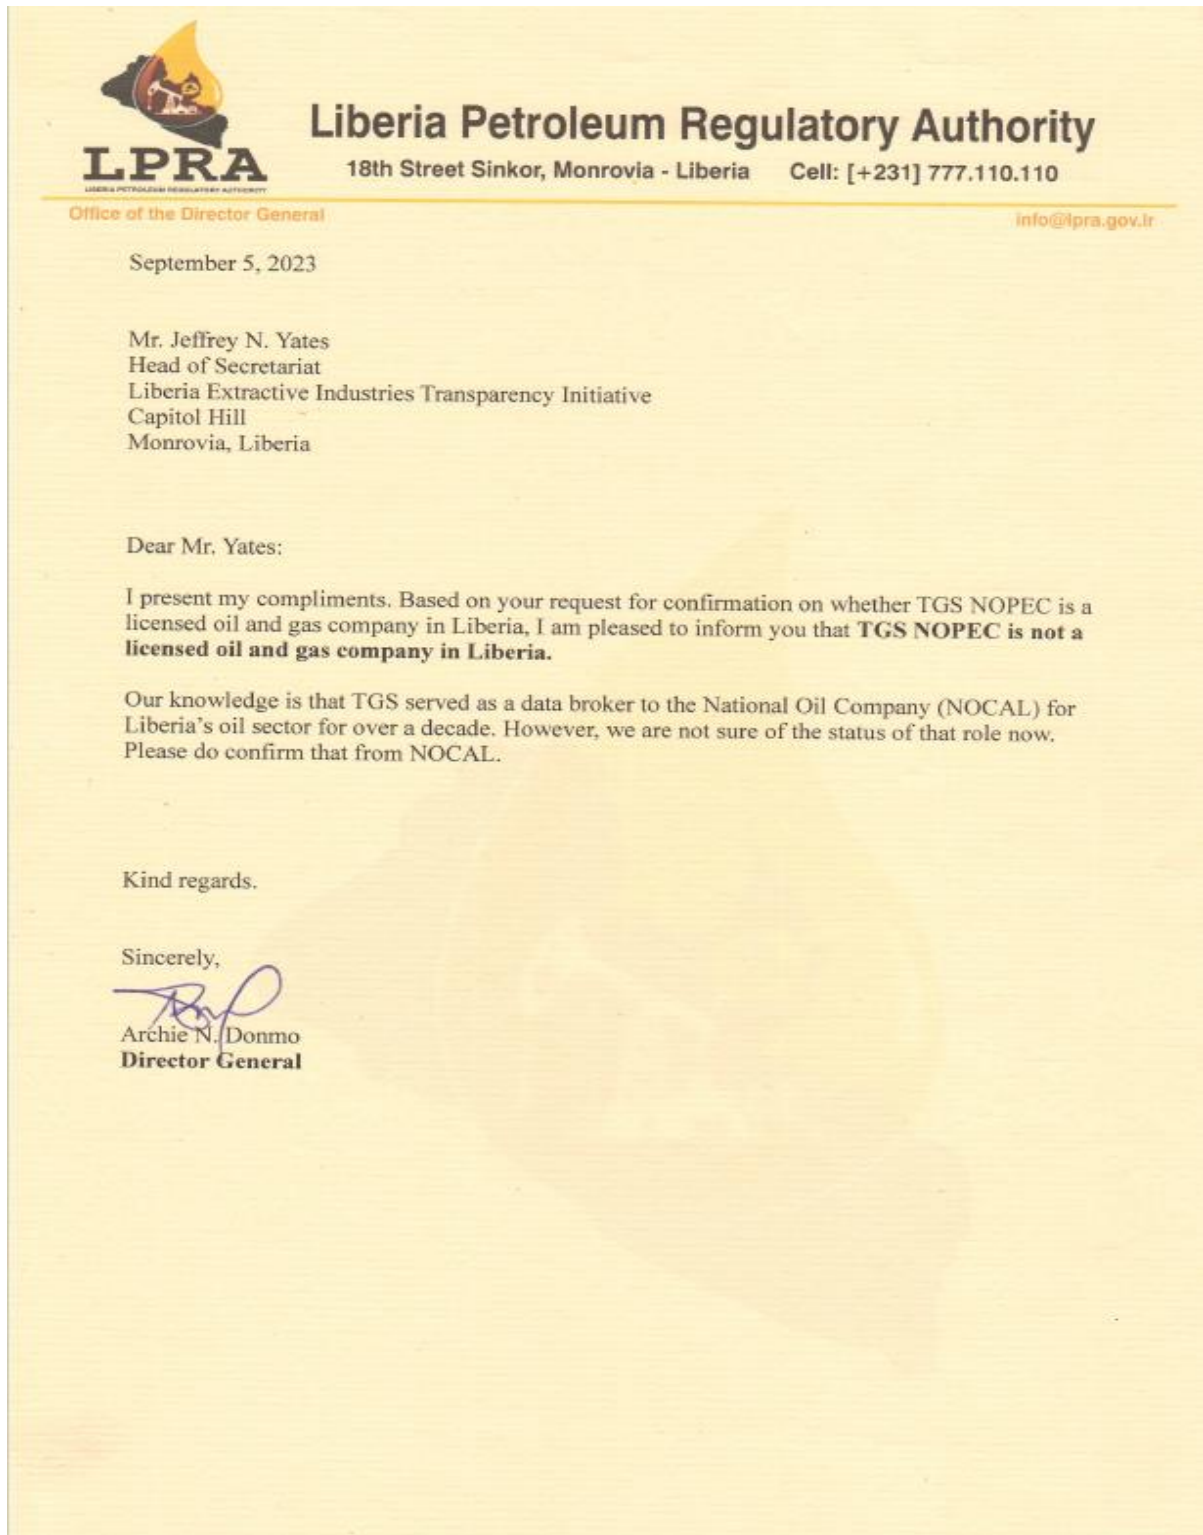 LPRA
LIBERIA PETROLEUM REGULATORY AUTHORITY
Liberia Petroleum Regulatory Authority
18th Street Sinkor, Monrovia - Liberia Cell: [+231] 777.110.110
Office of the Director General
info@lpra.gov.lr
September 5, 2023
Mr. Jeffrey N. Yates
Head of Secretariat
Liberia Extractive Industries Transparency Initiative
Capitol Hill
Monrovia, Liberia
Dear Mr. Yates:
I present my compliments. Based on your request for confirmation on whether TGS NOPEC is a
licensed oil and gas company in Liberia, I am pleased to inform you that TGS NOPEC is not a
licensed oil and gas company in Liberia.
Our knowledge is that TGS served as a data broker to the National Oil Company (NOCAL) for
Liberia's oil sector for over a decade. However, we are not sure of the status of that role now.
Please do confirm that from NOCAL.
Kind regards.
Sincerely,
Archie N. Donmo
Director General